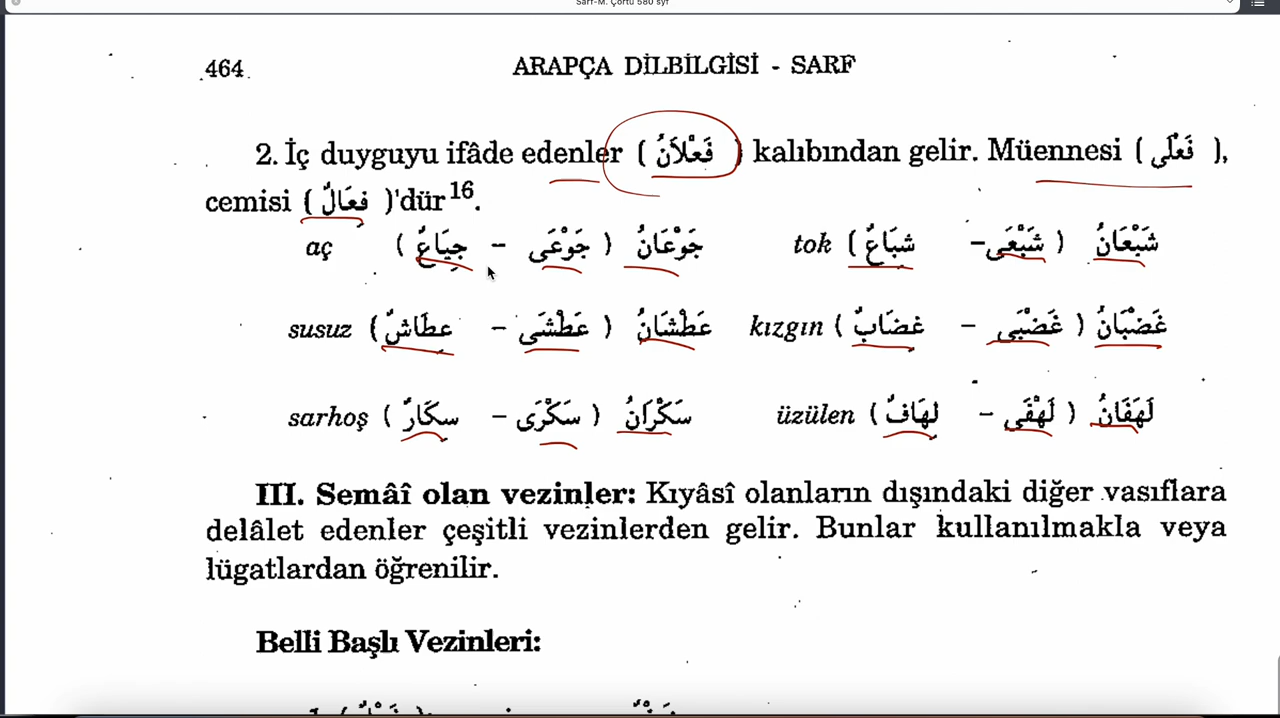 Sarf-M. Çörtü 580 syf
464
ARAPÇA DİLBİLGİSİ - SARF
2. İç duyguyu ifâde edenler ( فَعْلاَنُ ) kalıbından gelir. Müennesi ( فَعْلَى ),
cemisi ( فِعَالٌ )'dür16.
شَبْعَانُ ( شَبْعَى – شِبَاعٌ ) tok جَوْعَانُ ( جَوْعَى – جِيَاعٌ ) aç
غَضْبَانُ ( غَضْبَى – غِضَابٌ ) kızgın عَطْشَانُ ( عَطْشَى – عِطَاشٌ ) susuz
لَهْفَانُ ( لَهْفَى – لِهَافٌ ) üzülen سَكْرَانُ ( سَكْرَى – سِكَارٌ ) sarhoş
III. Semâî olan vezinler: Kıyâsî olanların dışındaki diğer vasıflara
delâlet edenler çeşitli vezinlerden gelir. Bunlar kullanılmakla veya
lügatlardan öğrenilir.
Belli Başlı Vezinleri: